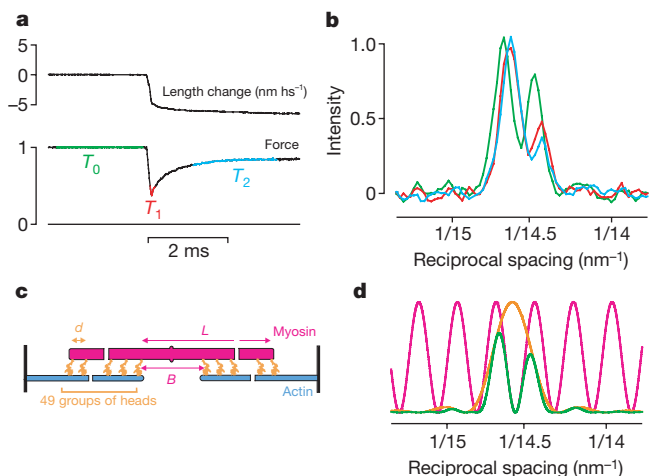 a
5
0
−5
Length change (nm hs⁻¹)
Force
1
0
T₀
T₁
T₂
2 ms
b
1.0
0.5
0
Intensity
1/15
1/14.5
1/14
Reciprocal spacing (nm⁻¹)
c
d
L
Myosin
B
Actin
49 groups of heads
d
1/15
1/14.5
1/14
Reciprocal spacing (nm⁻¹)